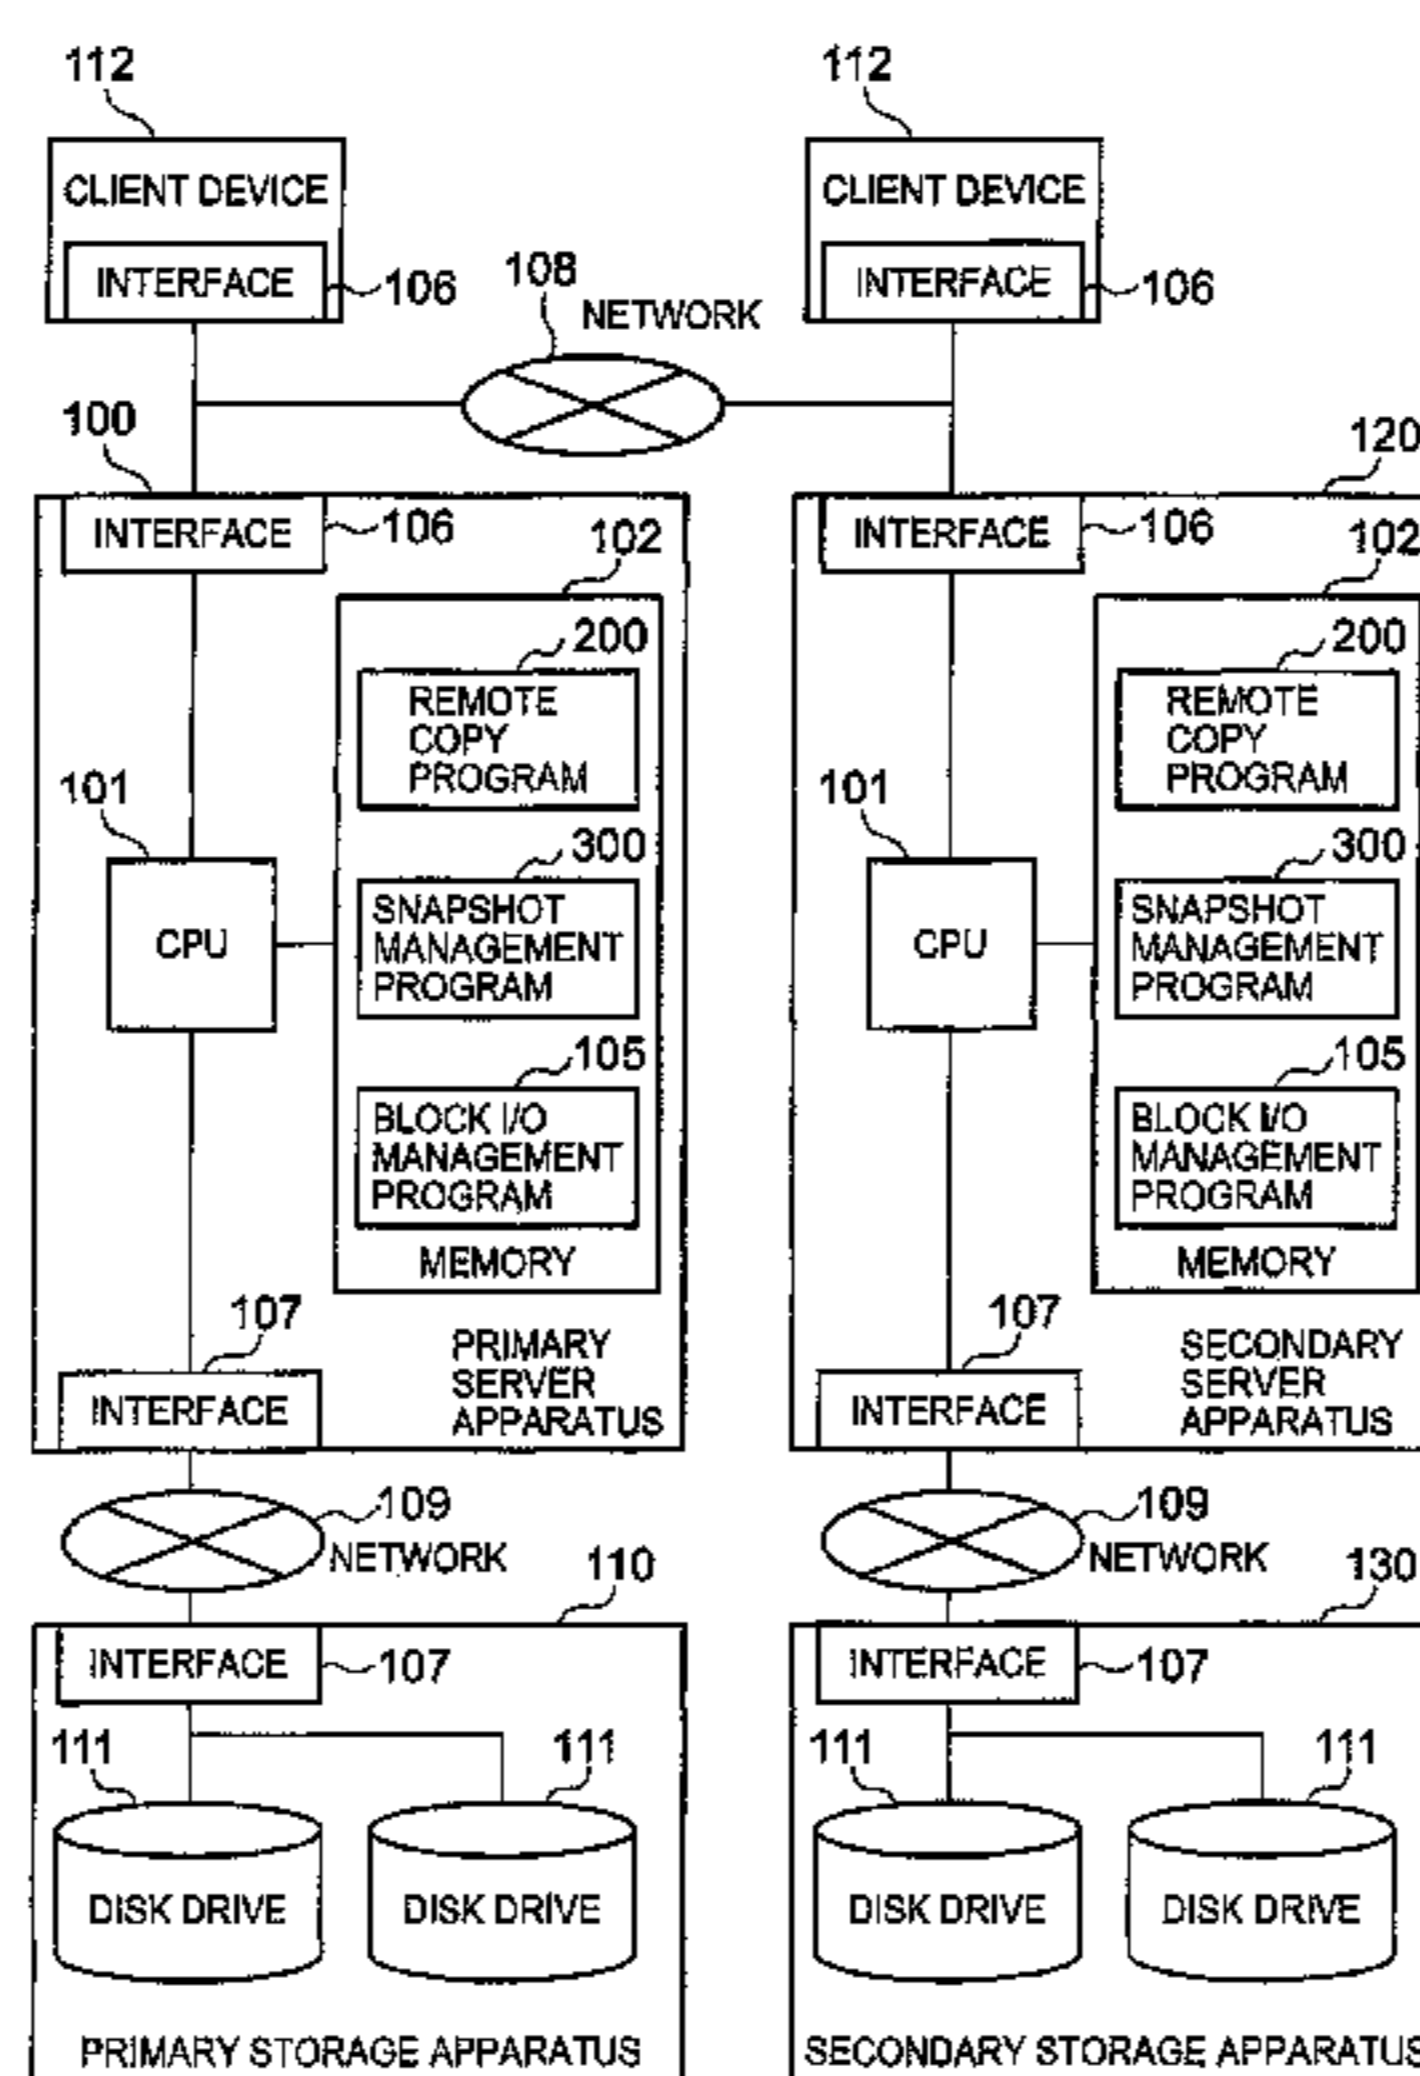 112
112
CLIENT DEVICE
CLIENT DEVICE
INTERFACE
106
108
NETWORK
INTERFACE
106
100
120
INTERFACE
106
102
INTERFACE
106
102
200
200
REMOTE
COPY
PROGRAM
REMOTE
COPY
PROGRAM
101
101
300
300
CPU
SNAPSHOT
MANAGEMENT
PROGRAM
CPU
SNAPSHOT
MANAGEMENT
PROGRAM
105
105
BLOCK I/O
MANAGEMENT
PROGRAM
BLOCK I/O
MANAGEMENT
PROGRAM
MEMORY
MEMORY
107
107
PRIMARY
SERVER
APPARATUS
SECONDARY
SERVER
APPARATUS
INTERFACE
INTERFACE
109
NETWORK
109
NETWORK
110
130
INTERFACE
107
INTERFACE
107
111
111
111
111
DISK DRIVE
DISK DRIVE
DISK DRIVE
DISK DRIVE
PRIMARY STORAGE APPARATUS
SECONDARY STORAGE APPARATUS